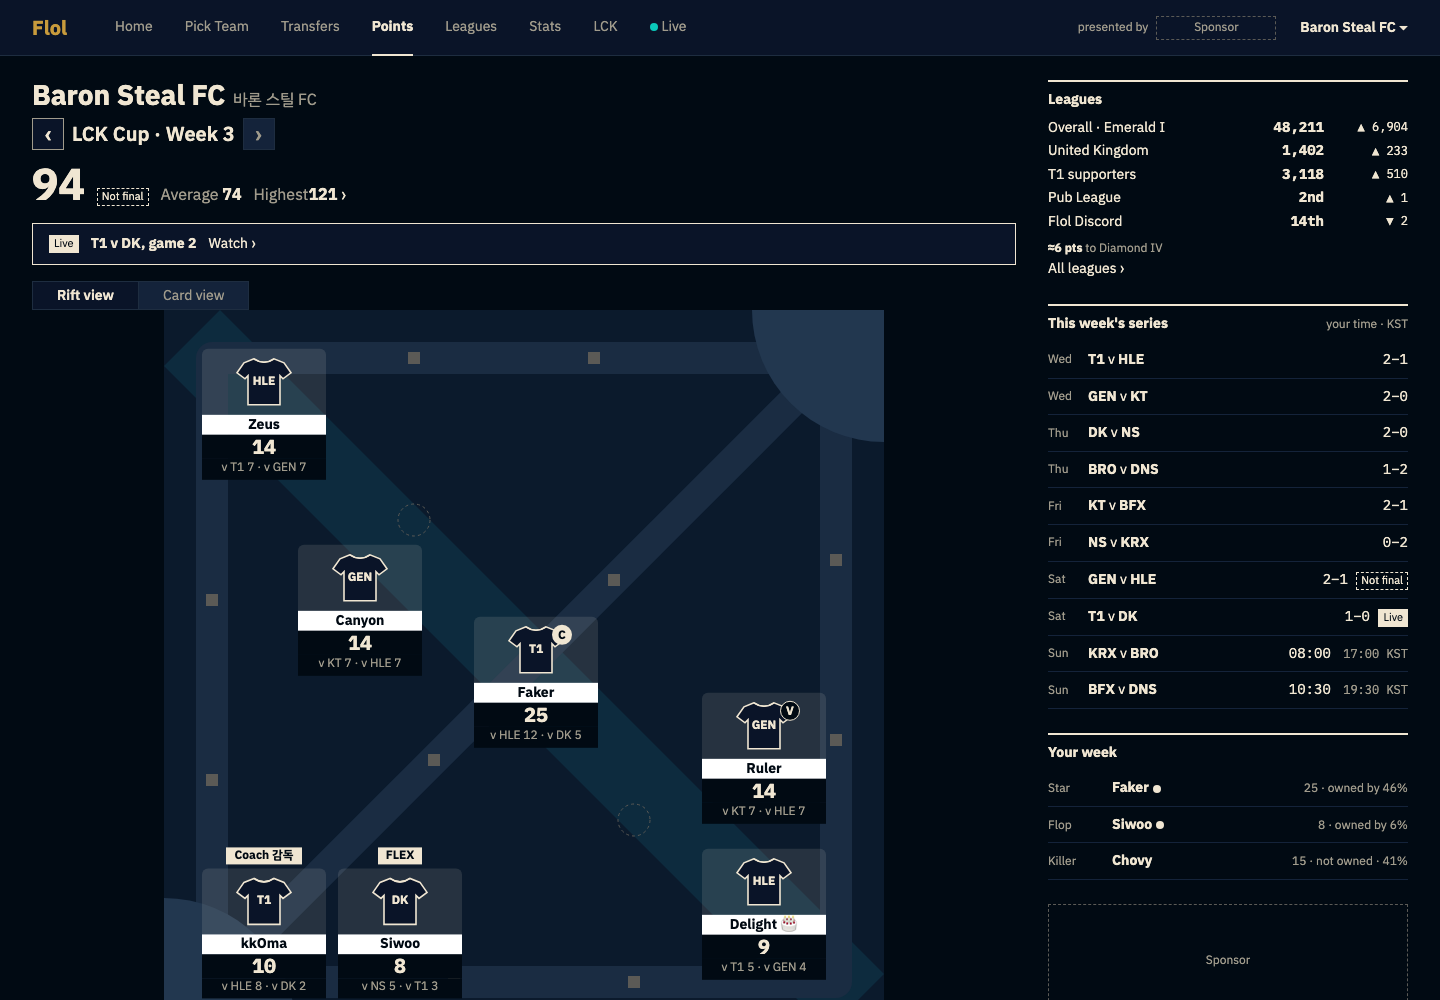 Flol
Home
Pick Team
Transfers
Points
Leagues
Stats
LCK
Live
presented by
Sponsor
Baron Steal FC
Baron Steal FC 바론 스틸 FC
‹ LCK Cup · Week 3 ›
94 Not final Average 74 Highest121 ›
Live T1 v DK, game 2 Watch ›
Rift view
Card view
HLE
Zeus
14
v T1 7 · v GEN 7
GEN
Canyon
14
v KT 7 · v HLE 7
T1 C
Faker
25
v HLE 12 · v DK 5
GEN V
Ruler
14
v KT 7 · v HLE 7
Coach 감독
T1
kkOma
10
v HLE 8 · v DK 2
FLEX
DK
Siwoo
8
v NS 5 · v T1 3
HLE
Delight 🎂
9
v T1 5 · v GEN 4
Leagues
Overall · Emerald I 48,211 ▲ 6,904
United Kingdom 1,402 ▲ 233
T1 supporters 3,118 ▲ 510
Pub League 2nd ▲ 1
Flol Discord 14th ▼ 2
≈6 pts to Diamond IV
All leagues ›
This week's series your time · KST
Wed T1 v HLE 2–1
Wed GEN v KT 2–0
Thu DK v NS 2–0
Thu BRO v DNS 1–2
Fri KT v BFX 2–1
Fri NS v KRX 0–2
Sat GEN v HLE 2–1 Not final
Sat T1 v DK 1–0 Live
Sun KRX v BRO 08:00 17:00 KST
Sun BFX v DNS 10:30 19:30 KST
Your week
Star Faker 25 · owned by 46%
Flop Siwoo 8 · owned by 6%
Killer Chovy 15 · not owned · 41%
Sponsor